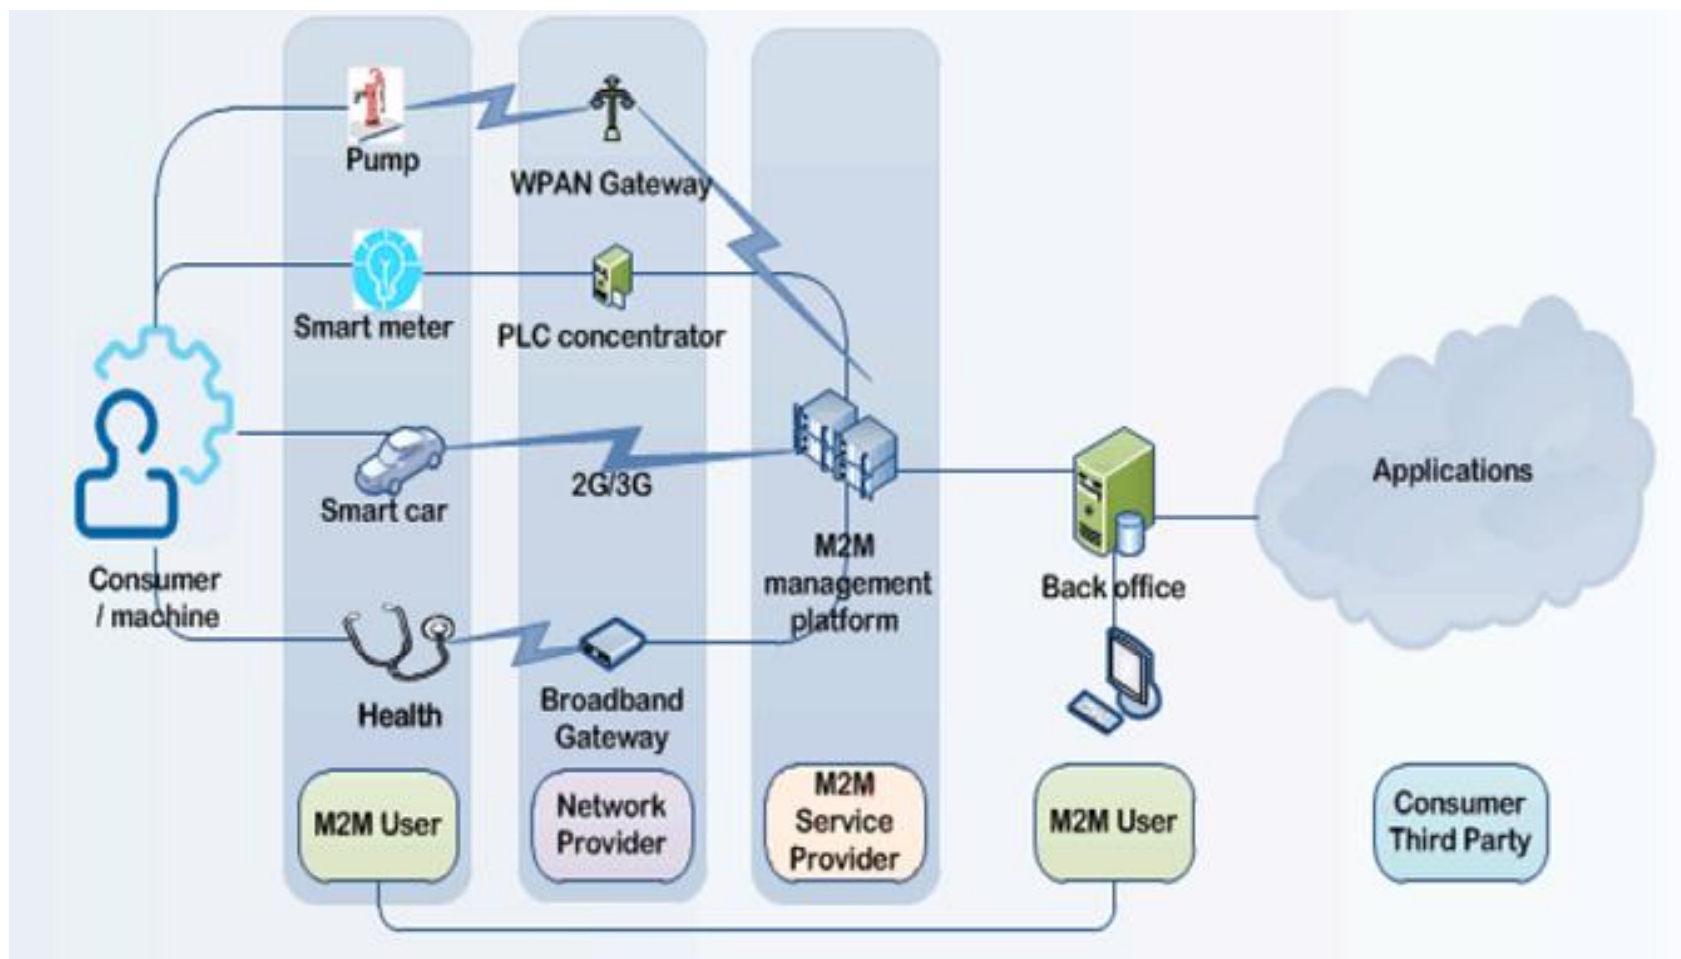 Pump
WPAN Gateway
Smart meter
PLC concentrator
Smart car
2G/3G
Applications
M2M
management
platform
Consumer
/ machine
Back office
Health
Broadband
Gateway
M2M User
Network
Provider
M2M
Service
Provider
M2M User
Consumer
Third Party